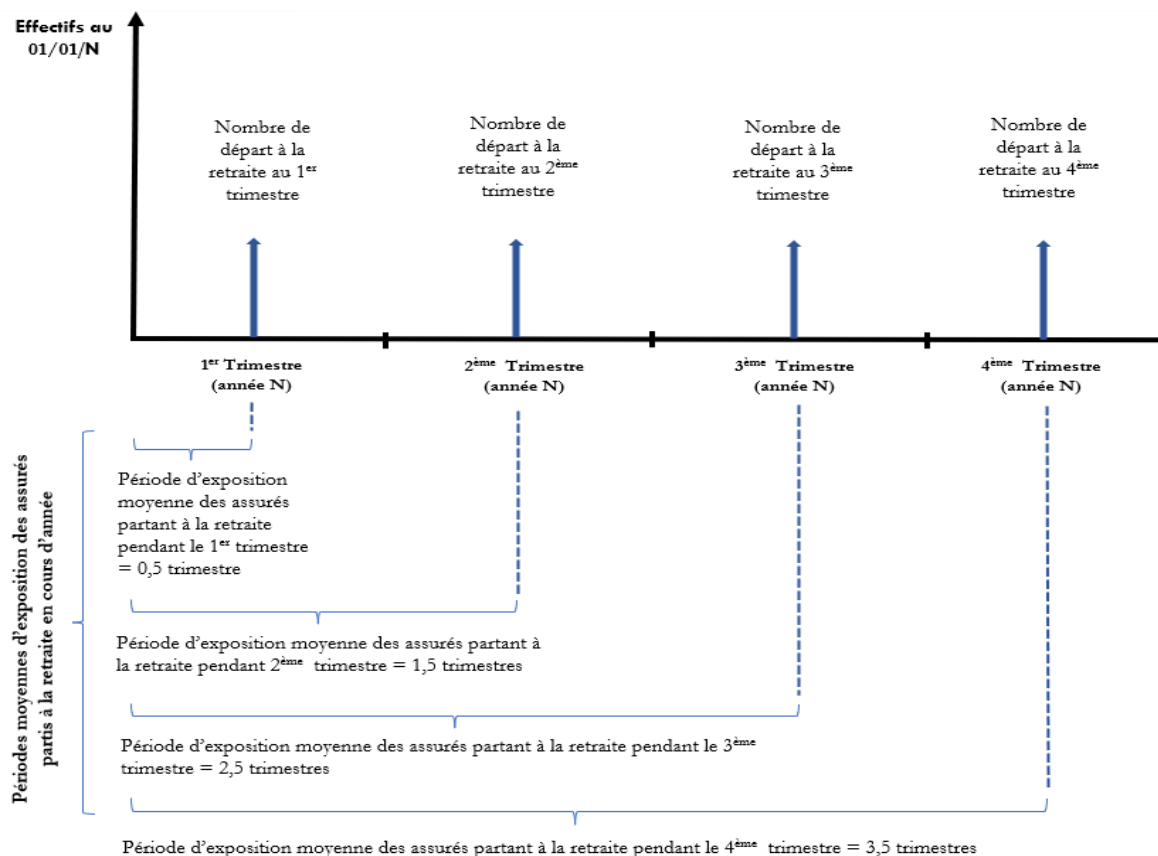 Effectifs au
01/01/N
Nombre de
départ à la
retraite au 1er
trimestre
Nombre de
départ à la
retraite au 2ème
trimestre
Nombre de
départ à la
retraite au 3ème
trimestre
Nombre de
départ à la
retraite au 4ème
trimestre
1er Trimestre
(année N)
2ème Trimestre
(année N)
3ème Trimestre
(année N)
4ème Trimestre
(année N)
Périodes moyennes d'exposition des assurés
partis à la retraite en cours d'année
Période d'exposition
moyenne des assurés
partant à la retraite
pendant le 1er trimestre
= 0,5 trimestre
Période d'exposition moyenne des assurés partant à
la retraite pendant 2ème trimestre = 1,5 trimestres
Période d'exposition moyenne des assurés partant à la retraite pendant le 3ème
trimestre = 2,5 trimestres
Période d'exposition moyenne des assurés partant à la retraite pendant le 4ème trimestre = 3,5 trimestres